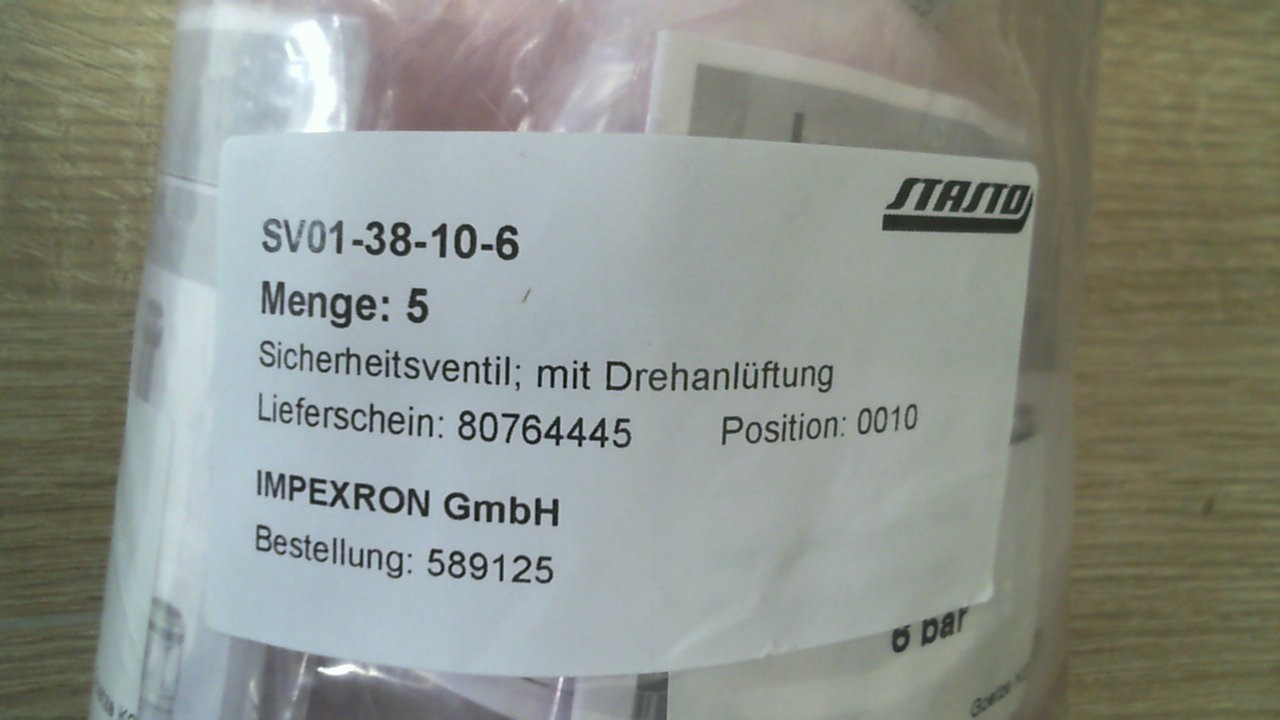 STASTO
SV01-38-10-6
Menge: 5
Sicherheitsventil; mit Drehanlüftung
Lieferschein: 80764445 Position: 0010
IMPEXRON GmbH
Bestellung: 589125
6 bar